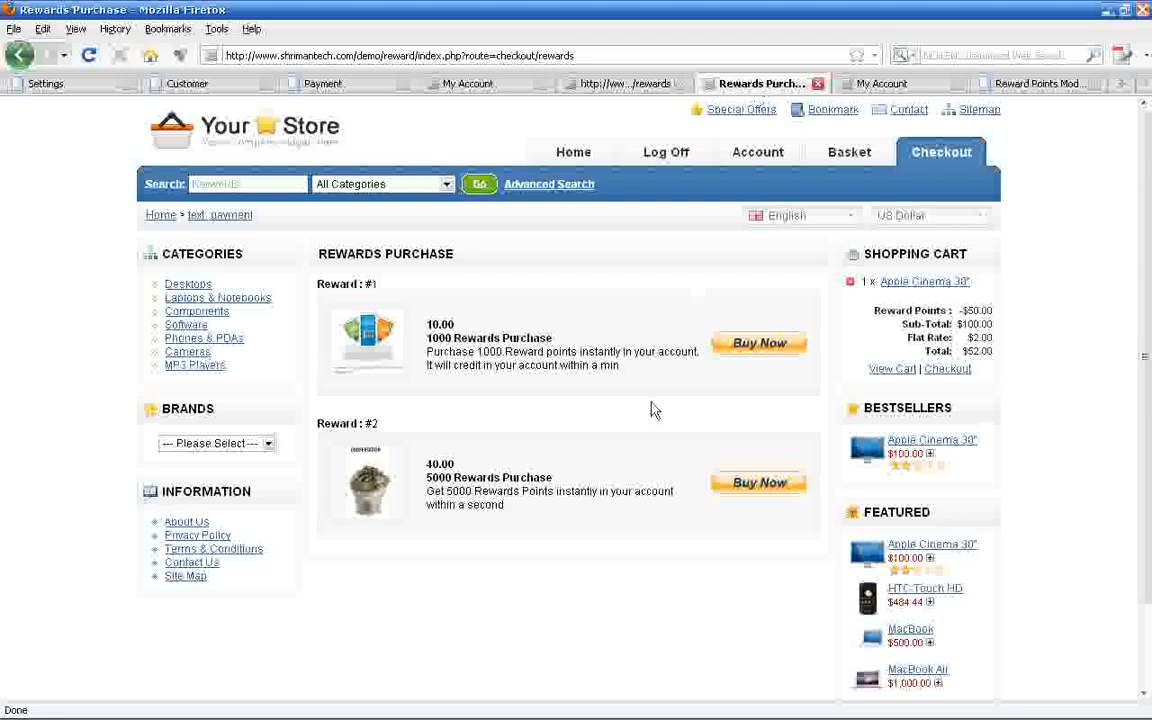 Rewards Purchase - Mozilla Firefox
File Edit View History Bookmarks Tools Help
http://www.shrimantech.com/demo/reward/index.php?route=checkout/rewards
Settings Customer Payment My Account http://ww.../rewards Rewards Purch... My Account Reward Points Mod...
Special Offers Bookmark Contact Sitemap
Your Store
Home Log Off Account Basket Checkout
Search: Keywords All Categories Go Advanced Search
Home » text_payment
English US Dollar
CATEGORIES
Desktops
Laptops & Notebooks
Components
Software
Phones & PDAs
Cameras
MP3 Players
BRANDS
--- Please Select ---
INFORMATION
About Us
Privacy Policy
Terms & Conditions
Contact Us
Site Map
REWARDS PURCHASE
Reward : #1
10.00
1000 Rewards Purchase
Purchase 1000 Reward points instantly in your account.
It will credit in your account within a min
Buy Now
Reward : #2
40.00
5000 Rewards Purchase
Get 5000 Rewards Points instantly in your account
within a second
Buy Now
SHOPPING CART
1 x Apple Cinema 30"
Reward Points : -$50.00
Sub-Total: $100.00
Flat Rate: $2.00
Total: $52.00
View Cart | Checkout
BESTSELLERS
Apple Cinema 30"
$100.00
FEATURED
Apple Cinema 30"
$100.00
HTC Touch HD
$484.44
MacBook
$500.00
MacBook Air
$1,000.00
Done